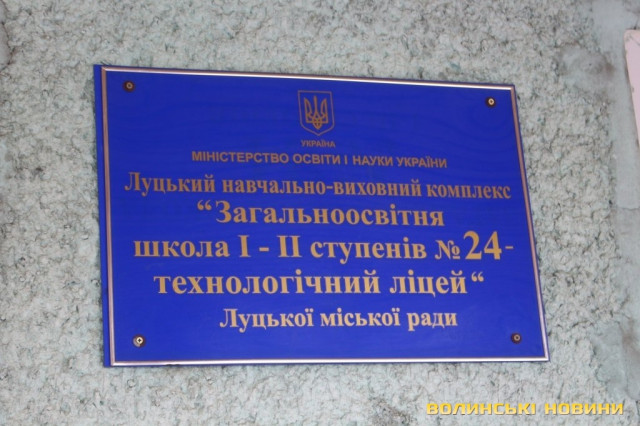 УКРАЇНА
МІНІСТЕРСТВО ОСВІТИ І НАУКИ УКРАЇНИ
Луцький навчально-виховний комплекс
“Загальноосвітня
школа І - ІІ ступенів №24-
технологічний ліцей“
Луцької міської ради
ВОЛИНСЬКІ НОВИНИ